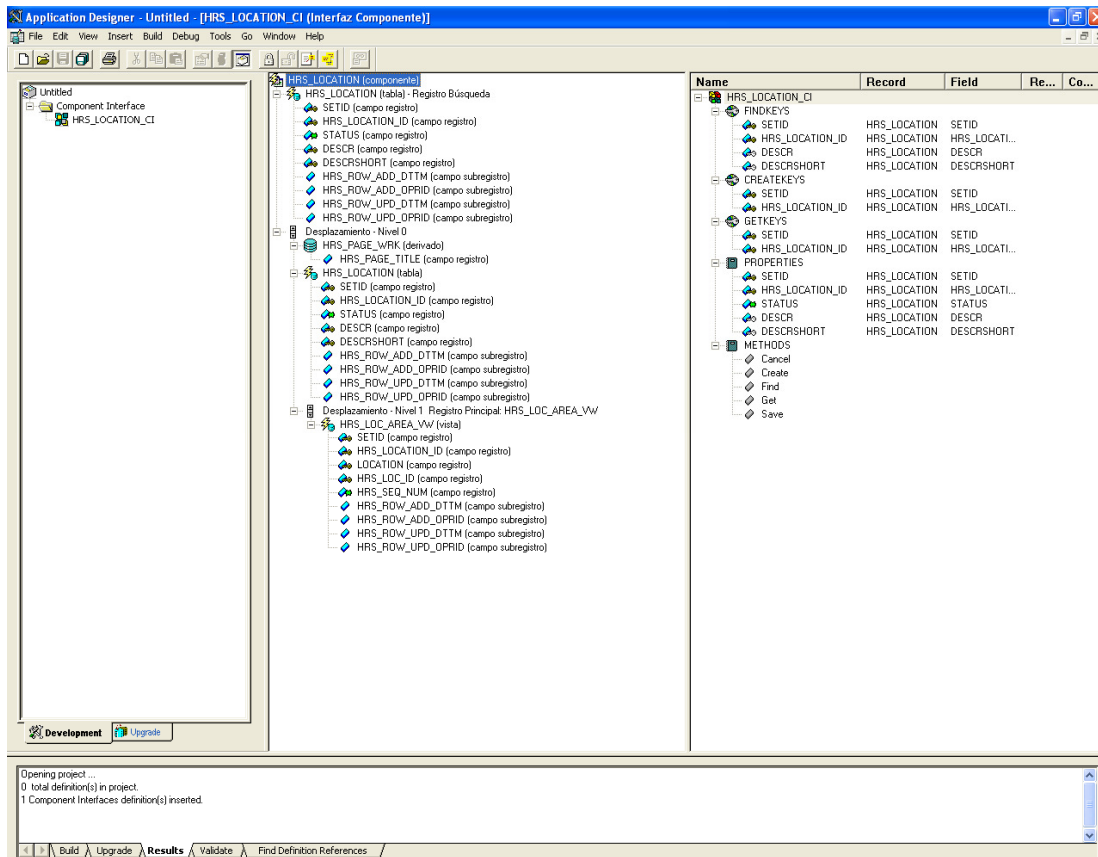 Application Designer - Untitled - [HRS_LOCATION_CI (Interfaz Componente)]
File Edit View Insert Build Debug Tools Go Window Help
Untitled
Component Interface
HRS_LOCATION_CI
Development
Upgrade
HRS_LOCATION (componente)
HRS_LOCATION (tabla) - Registro Búsqueda
SETID (campo registro)
HRS_LOCATION_ID (campo registro)
STATUS (campo registro)
DESCR (campo registro)
DESCRSHORT (campo registro)
HRS_ROW_ADD_DTTM (campo subregistro)
HRS_ROW_ADD_OPRID (campo subregistro)
HRS_ROW_UPD_DTTM (campo subregistro)
HRS_ROW_UPD_OPRID (campo subregistro)
Desplazamiento - Nivel 0
HRS_PAGE_WRK (derivado)
HRS_PAGE_TITLE (campo registro)
HRS_LOCATION (tabla)
SETID (campo registro)
HRS_LOCATION_ID (campo registro)
STATUS (campo registro)
DESCR (campo registro)
DESCRSHORT (campo registro)
HRS_ROW_ADD_DTTM (campo subregistro)
HRS_ROW_ADD_OPRID (campo subregistro)
HRS_ROW_UPD_DTTM (campo subregistro)
HRS_ROW_UPD_OPRID (campo subregistro)
Desplazamiento - Nivel 1 Registro Principal: HRS_LOC_AREA_VW
HRS_LOC_AREA_VW (vista)
SETID (campo registro)
HRS_LOCATION_ID (campo registro)
LOCATION (campo registro)
HRS_LOC_ID (campo registro)
HRS_SEQ_NUM (campo registro)
HRS_ROW_ADD_DTTM (campo subregistro)
HRS_ROW_ADD_OPRID (campo subregistro)
HRS_ROW_UPD_DTTM (campo subregistro)
HRS_ROW_UPD_OPRID (campo subregistro)
Name Record Field Re... Co...
HRS_LOCATION_CI
FINDKEYS
SETID HRS_LOCATION SETID
HRS_LOCATION_ID HRS_LOCATION HRS_LOCATI...
DESCR HRS_LOCATION DESCR
DESCRSHORT HRS_LOCATION DESCRSHORT
CREATEKEYS
SETID HRS_LOCATION SETID
HRS_LOCATION_ID HRS_LOCATION HRS_LOCATI...
GETKEYS
SETID HRS_LOCATION SETID
HRS_LOCATION_ID HRS_LOCATION HRS_LOCATI...
PROPERTIES
SETID HRS_LOCATION SETID
HRS_LOCATION_ID HRS_LOCATION HRS_LOCATI...
STATUS HRS_LOCATION STATUS
DESCR HRS_LOCATION DESCR
DESCRSHORT HRS_LOCATION DESCRSHORT
METHODS
Cancel
Create
Find
Get
Save
Opening project ...
0 total definition(s) in project.
1 Component Interfaces definition(s) inserted.
Build Upgrade Results Validate Find Definition References